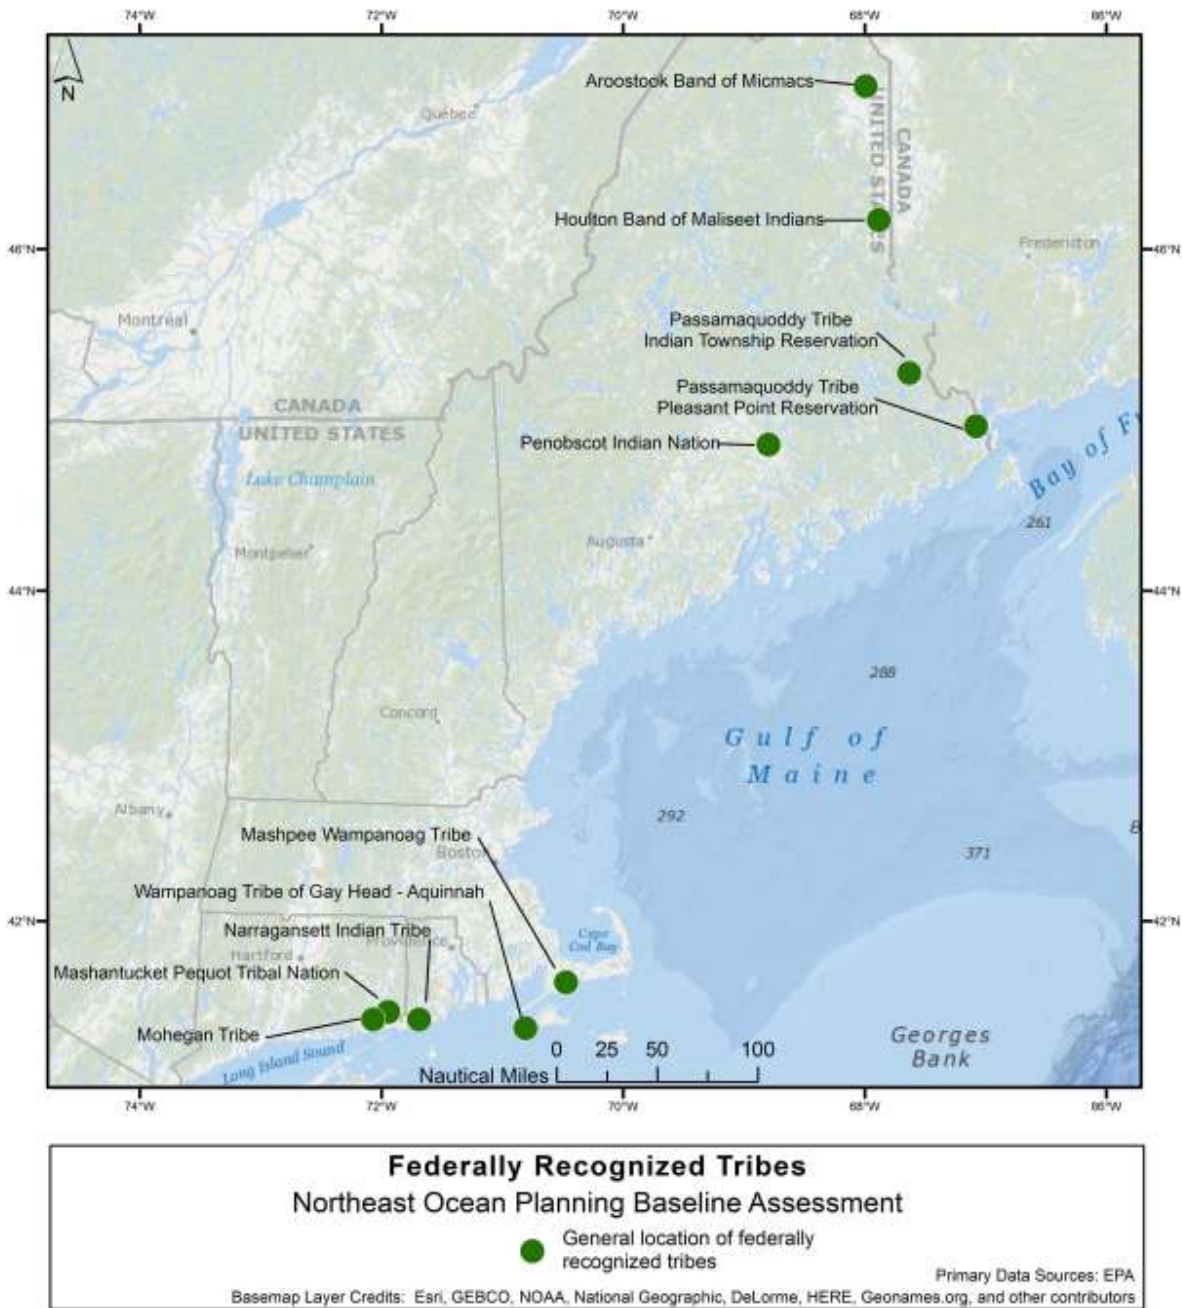 74°W
72°W
70°W
68°W
66°W
N
Aroostook Band of Micmacs
Québec
UNITED STATES
CANADA
Houlton Band of Maliseet Indians
46°N
46°N
Fredericton
Montréal
Passamaquoddy Tribe
Indian Township Reservation
Passamaquoddy Tribe
Pleasant Point Reservation
CANADA
UNITED STATES
Penobscot Indian Nation
Bay of F
Lake Champlain
261
Montpelier
Augusta
44°N
44°N
288
Concord
Gulf of
Maine
Albany
292
Mashpee Wampanoag Tribe
B
Boston
371
Wampanoag Tribe of Gay Head - Aquinnah
42°N
42°N
Narragansett Indian Tribe
Providence
Cape
Cod Bay
Hartford
Mashantucket Pequot Tribal Nation
Mohegan Tribe
Georges
Bank
Long Island Sound
0 25 50 100
Nautical Miles
74°W
72°W
70°W
68°W
66°W
Federally Recognized Tribes
Northeast Ocean Planning Baseline Assessment
General location of federally
recognized tribes
Primary Data Sources: EPA
Basemap Layer Credits: Esri, GEBCO, NOAA, National Geographic, DeLorme, HERE, Geonames.org, and other contributors